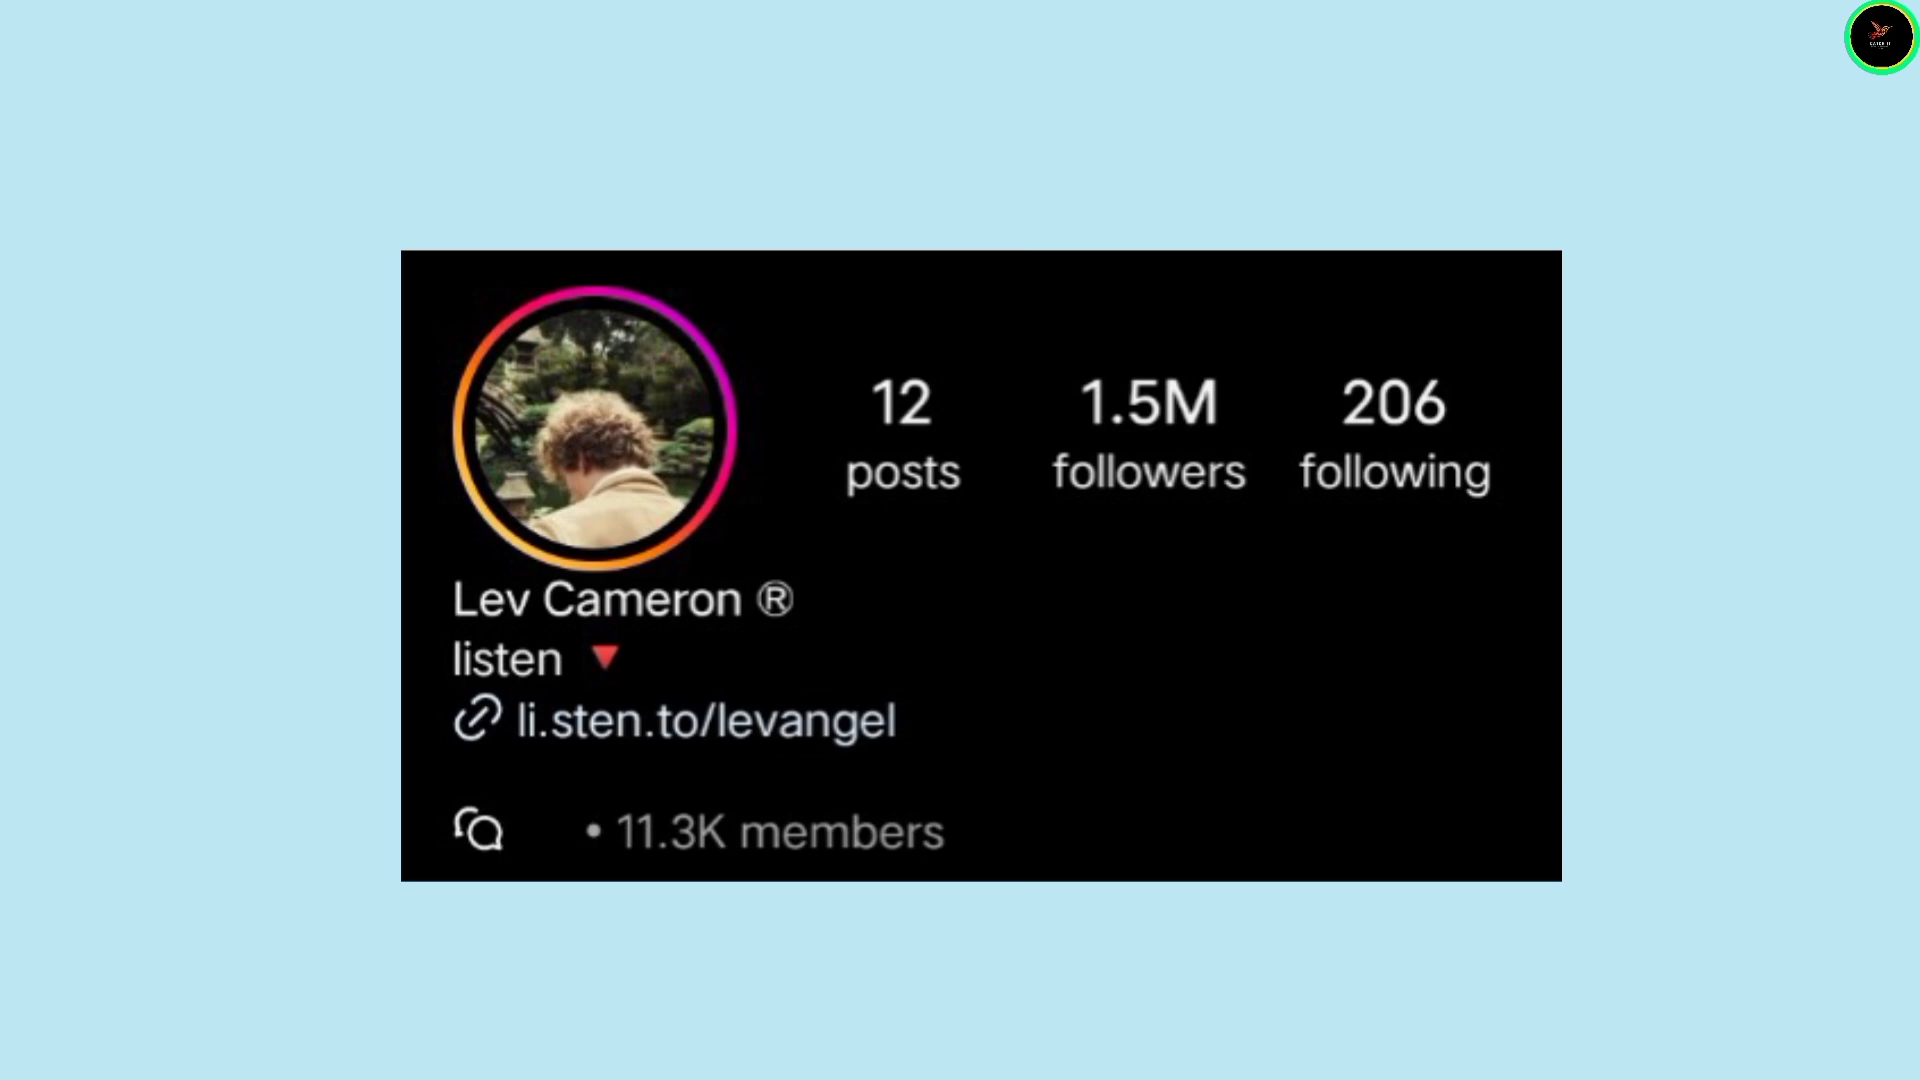 12 1.5M 206
posts followers following
Lev Cameron ®
listen 🔻
li.sten.to/levangel
• 11.3K members